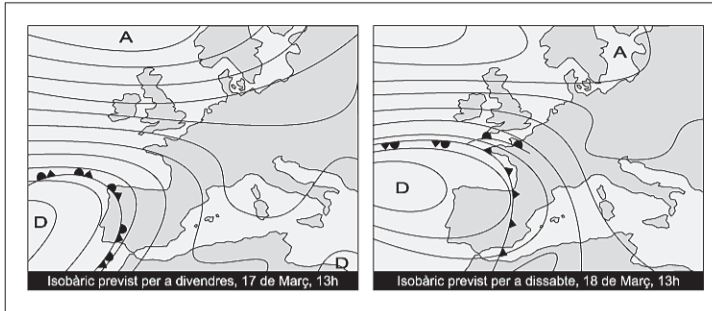 A
D
D
Isobàric previst per a divendres, 17 de Març, 13h
A
D
Isobàric previst per a dissabte, 18 de Març, 13h